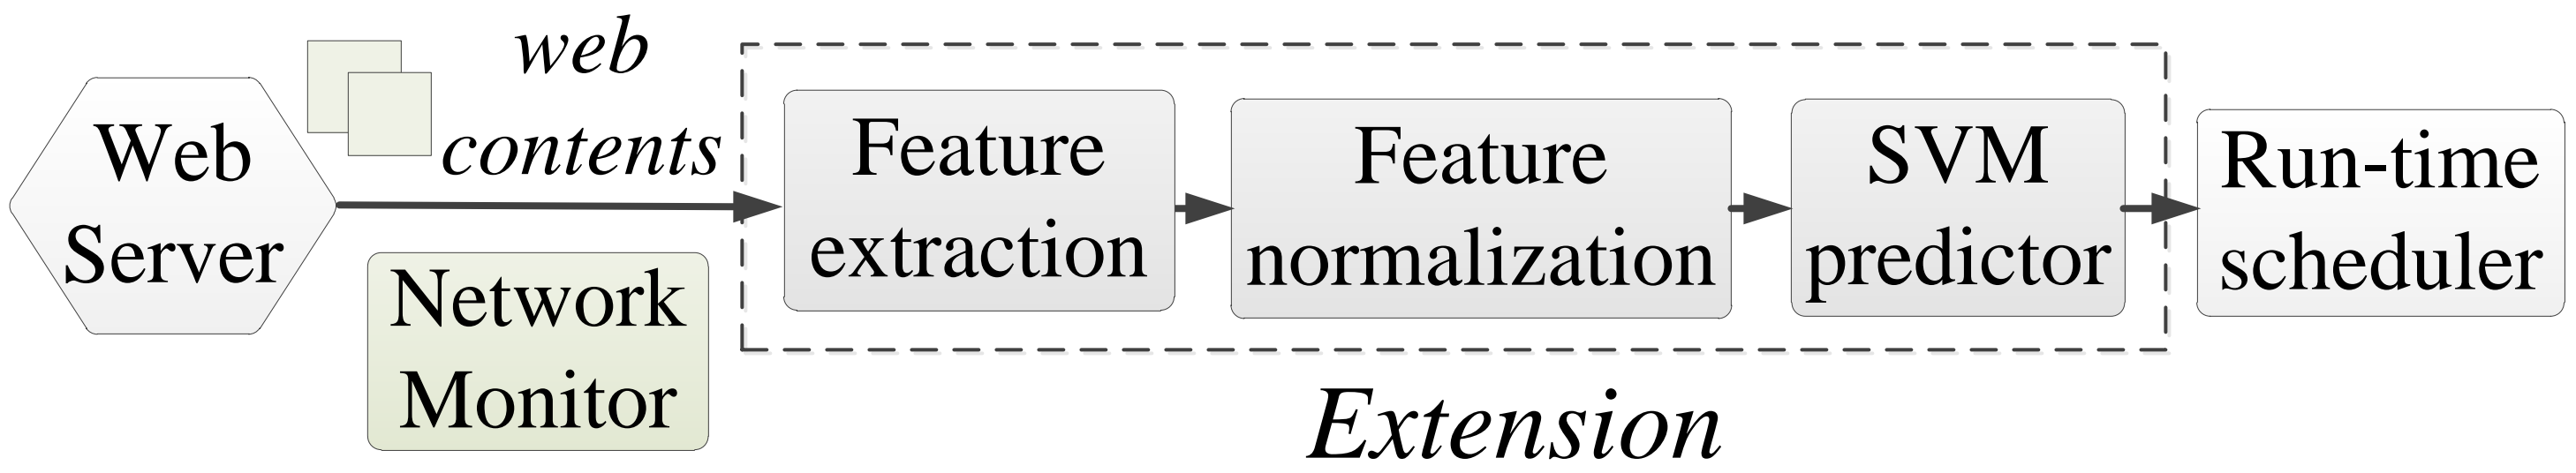 Web
Server
web
contents
Network
Monitor
Feature
extraction
Feature
normalization
SVM
predictor
Run-time
scheduler
Extension